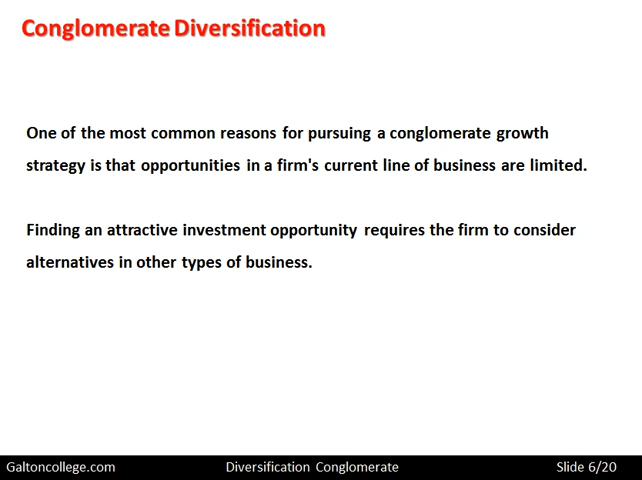 Conglomerate Diversification
One of the most common reasons for pursuing a conglomerate growth
strategy is that opportunities in a firm's current line of business are limited.
Finding an attractive investment opportunity requires the firm to consider
alternatives in other types of business.
Galtoncollege.com Diversification Conglomerate Slide 6/20